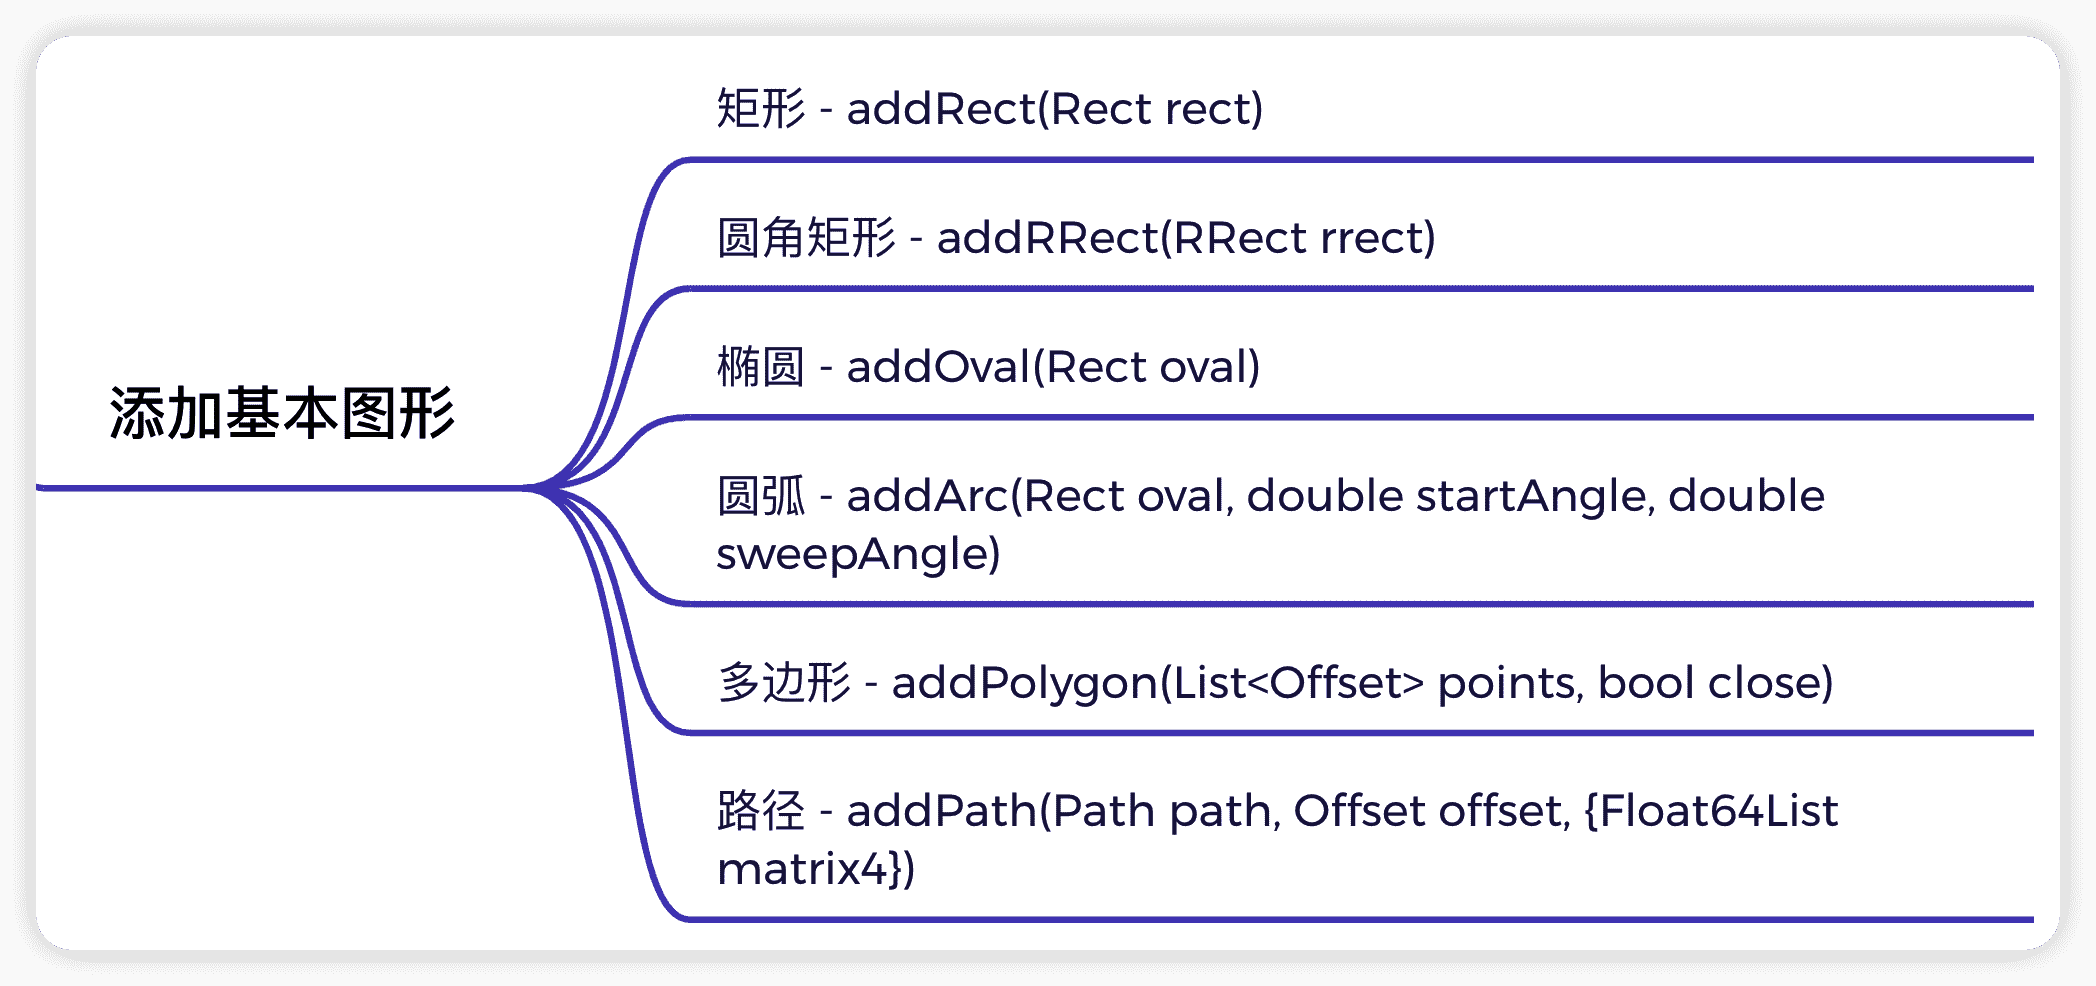 添加基本图形
矩形 - addRect(Rect rect)
圆角矩形 - addRRect(RRect rrect)
椭圆 - addOval(Rect oval)
圆弧 - addArc(Rect oval, double startAngle, double
sweepAngle)
多边形 - addPolygon(List<Offset> points, bool close)
路径 - addPath(Path path, Offset offset, {Float64List
matrix4})